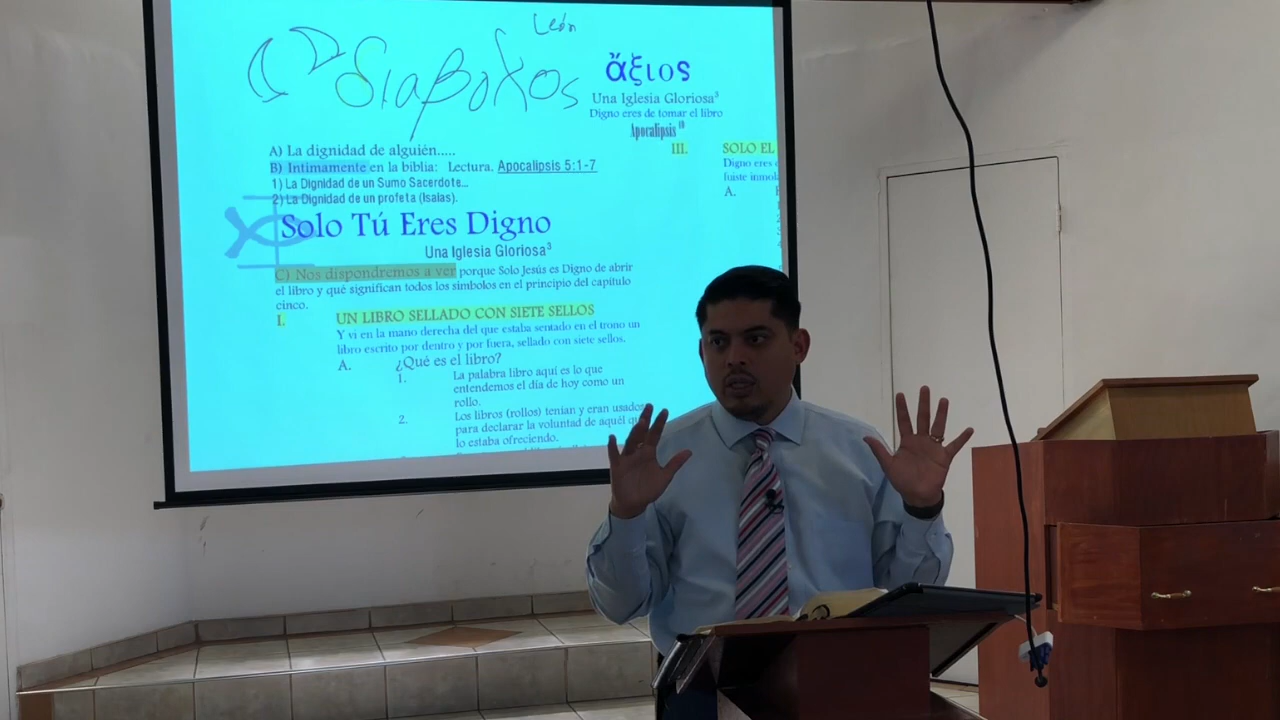 León
διαβολος
ἄξιος
Una Iglesia Gloriosa³
Digno eres de tomar el libro
Apocalipsis
A) La dignidad de alguién.....
B) Intimamente en la biblia: Lectura. Apocalipsis 5:1-7
1) La Dignidad de un Sumo Sacerdote...
2) La Dignidad de un profeta (Isaías).
Solo Tú Eres Digno
Una Iglesia Gloriosa³
C) Nos dispondremos a ver porque Solo Jesús es Digno de abrir
el libro y qué significan todos los simbolos en el principio del capítulo
cinco.
I. UN LIBRO SELLADO CON SIETE SELLOS
Y vi en la mano derecha del que estaba sentado en el trono un
libro escrito por dentro y por fuera, sellado con siete sellos.
A. ¿Qué es el libro?
1. La palabra libro aquí es lo que
entendemos el día de hoy como un
rollo.
2. Los libros (rollos) tenían y eran usados
para declarar la voluntad de aquél
lo estaba ofreciendo.
III. SOLO EL
Digno eres
fuiste
A.